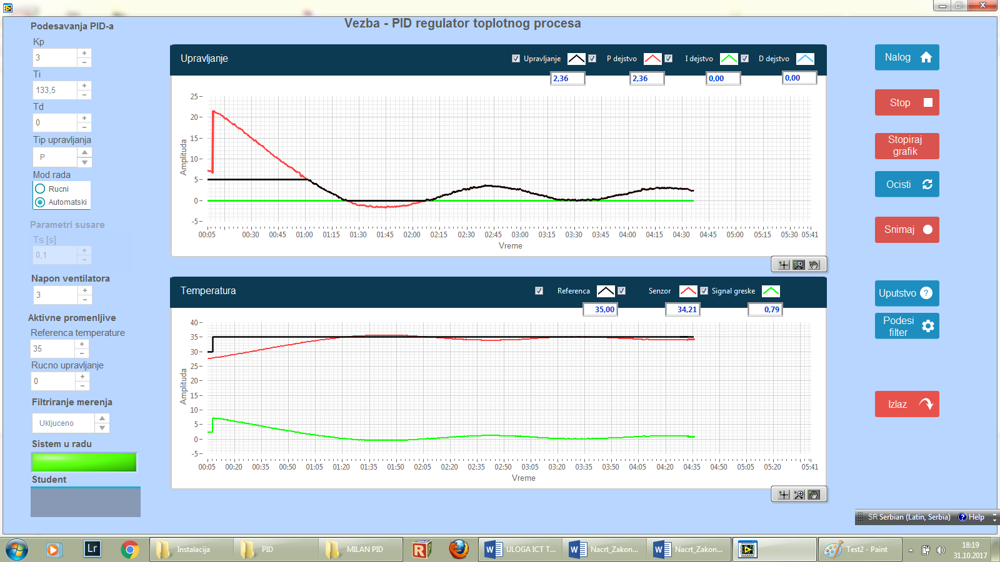 Vezba - PID regulator toplotnog procesa
Podesavanja PID-a
Kp
3
Ti
133,5
Td
0
Tip upravljanja
P
Mod rada
Rucni
Automatski
Parametri susare
Ts [s]
0,1
Napon ventilatora
3
Aktivne promenljive
Referenca temperature
35
Rucno upravljanje
0
Filtriranje merenja
Ukljuceno
Sistem u radu
Student
Upravljanje
Upravljanje P dejstvo I dejstvo D dejstvo
2,36 2,36 0,00 0,00
Amplituda
25
20
15
10
5
0
-5
00:05 00:30 00:45 01:00 01:15 01:30 01:45 02:00 02:15 02:30 02:45 03:00 03:15 03:30 03:45 04:00 04:15 04:30 04:45 05:00 05:15 05:30 05:41
Vreme
Temperatura
Referenca Senzor Signal greske
35,00 34,21 0,79
Amplituda
40
35
30
25
20
15
10
5
0
-5
00:05 00:20 00:35 00:50 01:05 01:20 01:35 01:50 02:05 02:20 02:35 02:50 03:05 03:20 03:35 03:50 04:05 04:20 04:35 04:50 05:05 05:20 05:41
Vreme
Nalog
Stop
Stopiraj
grafik
Ocisti
Snimaj
Uputstvo ?
Podesi
filter
Izlaz
SR Serbian (Latin, Serbia) ? Help
Lr Instalacija PID MILAN PID ULOGA ICT T... Nacrt_Zakon... Nacrt_Zakon... Test2 - Paint 18:19
31.10.2017